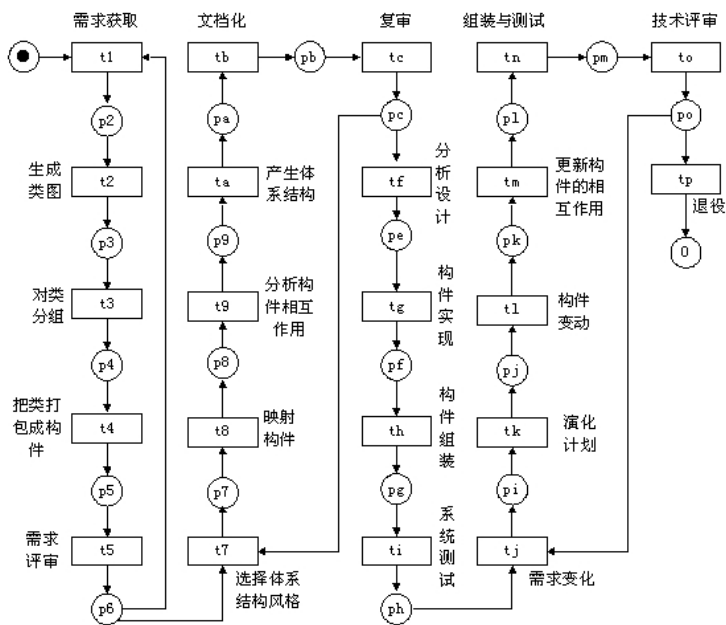 需求获取
文档化
复审
组装与测试
技术评审
t1
tb
pb
tc
tn
pm
to
p2
pa
pc
pl
po
生成
类图
t2
ta
产生体
系结构
tf
分
析
设
计
tm
更新构
件的相
互作用
tp
退役
p3
p9
pe
pk
O
对类
分组
t3
t9
分析构
件相互
作用
tg
构
件
实
现
tl
构件
变动
p4
p8
pf
pj
把类打
包成构
件
t4
t8
映射
构件
th
构
件
组
装
tk
演化
计划
p5
p7
pg
pi
需求
评审
t5
t7
选择体系
结构风格
ti
系
统
测
试
tj
需求变化
p6
ph